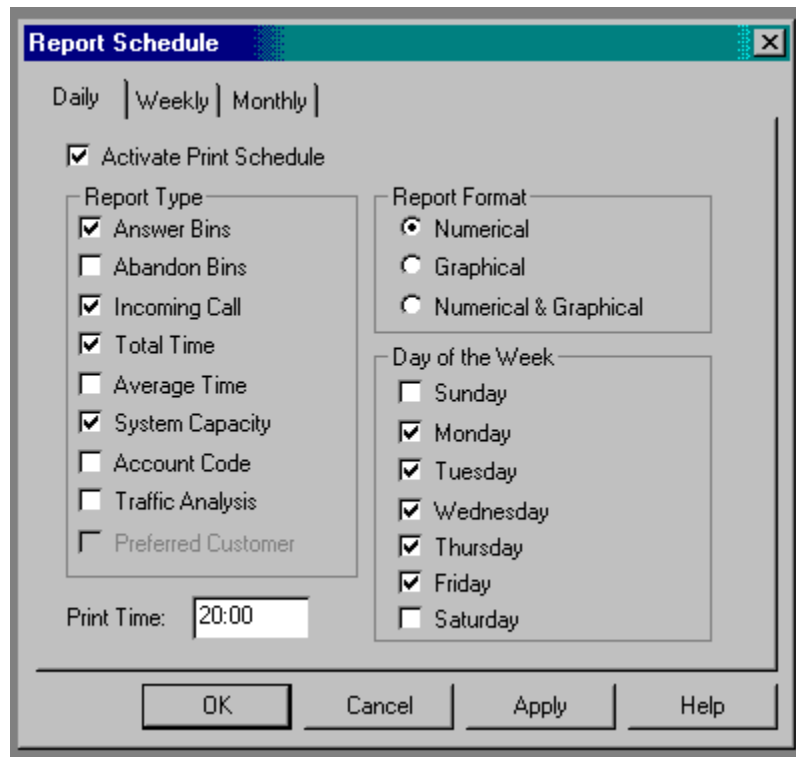 Report Schedule
Daily
Weekly
Monthly
Activate Print Schedule
Report Type
Answer Bins
Abandon Bins
Incoming Call
Total Time
Average Time
System Capacity
Account Code
Traffic Analysis
Preferred Customer
Print Time: 20:00
Report Format
Numerical
Graphical
Numerical & Graphical
Day of the Week
Sunday
Monday
Tuesday
Wednesday
Thursday
Friday
Saturday
OK
Cancel
Apply
Help